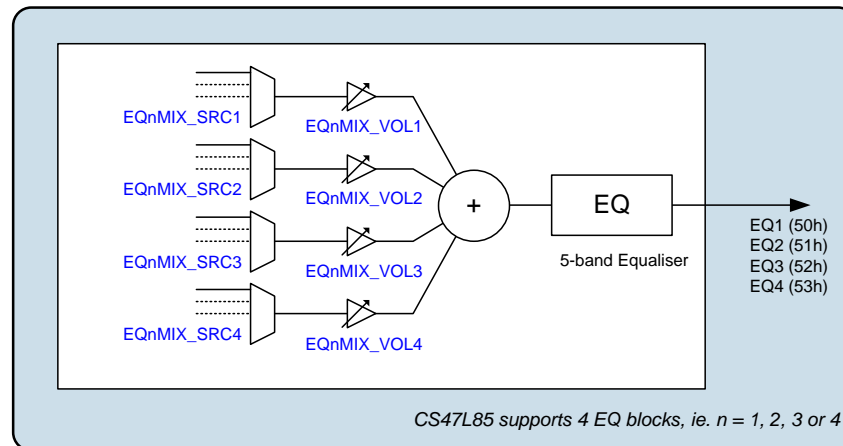 EQnMIX_SRC1
EQnMIX_VOL1
EQnMIX_SRC2
EQnMIX_VOL2
EQnMIX_SRC3
EQnMIX_VOL3
EQnMIX_SRC4
EQnMIX_VOL4
+
EQ
5-band Equaliser
EQ1 (50h)
EQ2 (51h)
EQ3 (52h)
EQ4 (53h)
CS47L85 supports 4 EQ blocks, ie. n = 1, 2, 3 or 4